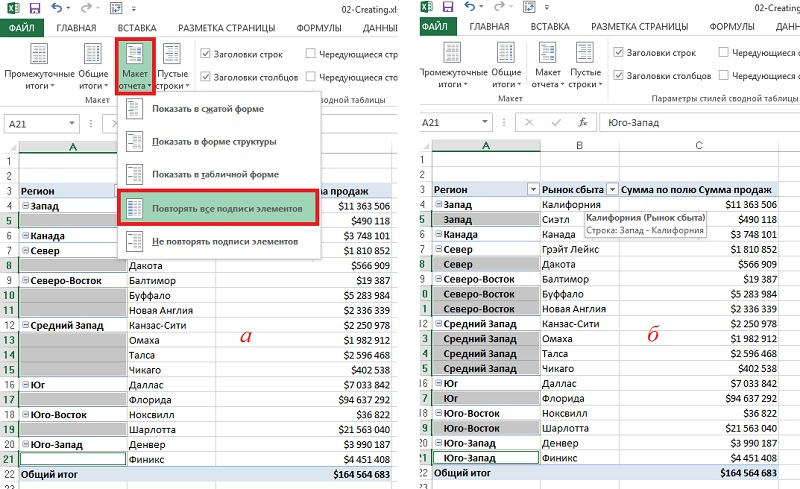 02-Creating.xl
ФАЙЛ ГЛАВНАЯ ВСТАВКА РАЗМЕТКА СТРАНИЦЫ ФОРМУЛЫ ДАННЫ
Промежуточные итоги
Общие итоги
Макет отчета
Пустые строки
Заголовки строк Чередующиеся стр
Заголовки столбцов Чередующиеся
Макет
сводной таблицы
Показать в сжатой форме
Показать в форме структуры
Показать в табличной форме
Повторять все подписи элементов
Не повторять подписи элементов
A21
A B C
1
2
3 Регион ма продаж
4 Запад $11 363 506
5 $490 118
6 Канада $3 748 101
7 Север $1 810 852
8 Дакота $566 909
9 Северо-Восток Балтимор $19 387
10 Буффало $5 283 984
11 Новая Англия $2 336 339
12 Средний Запад Канзас-Сити $2 250 978
13 Омаха $1 982 912
14 Талса $2 596 468
15 Чикаго $402 538
16 Юг Даллас $7 033 842
17 Флорида $94 637 292
18 Юго-Восток Ноксвилл $36 822
19 Шарлотта $21 563 040
20 Юго-Запад Денвер $3 990 187
21 Финикс $4 451 408
22 Общий итог $164 564 683
а
02-Creating
ФАЙЛ ГЛАВНАЯ ВСТАВКА РАЗМЕТКА СТРАНИЦЫ ФОРМУЛЫ
Промежуточные итоги
Общие итоги
Макет отчета
Пустые строки
Заголовки строк Чередующиеся
Заголовки столбцов Чередующиеся
Макет Параметры стилей сводной таблицы
A21 fx Юго-Запад
A B C
1
2
3 Регион Рынок сбыта Сумма по полю Сумма продаж
4 Запад Калифорния $11 363 506
5 Запад Сиэтл $490 118
6 Канада Канада $3 748 101
7 Север Грэйт Лейкс $1 810 852
8 Север Дакота $566 909
9 Северо-Восток Балтимор $19 387
0 Северо-Восток Буффало $5 283 984
1 Северо-Восток Новая Англия $2 336 339
12 Средний Запад Канзас-Сити $2 250 978
3 Средний Запад Омаха $1 982 912
4 Средний Запад Талса $2 596 468
5 Средний Запад Чикаго $402 538
16 Юг Даллас $7 033 842
7 Юг Флорида $94 637 292
18 Юго-Восток Ноксвилл $36 822
9 Юго-Восток Шарлотта $21 563 040
20 Юго-Запад Денвер $3 990 187
21 Юго-Запад Финикс $4 451 408
22 Общий итог $164 564 683
Калифорния (Рынок сбыта)
Строка: Запад - Калифорния
б